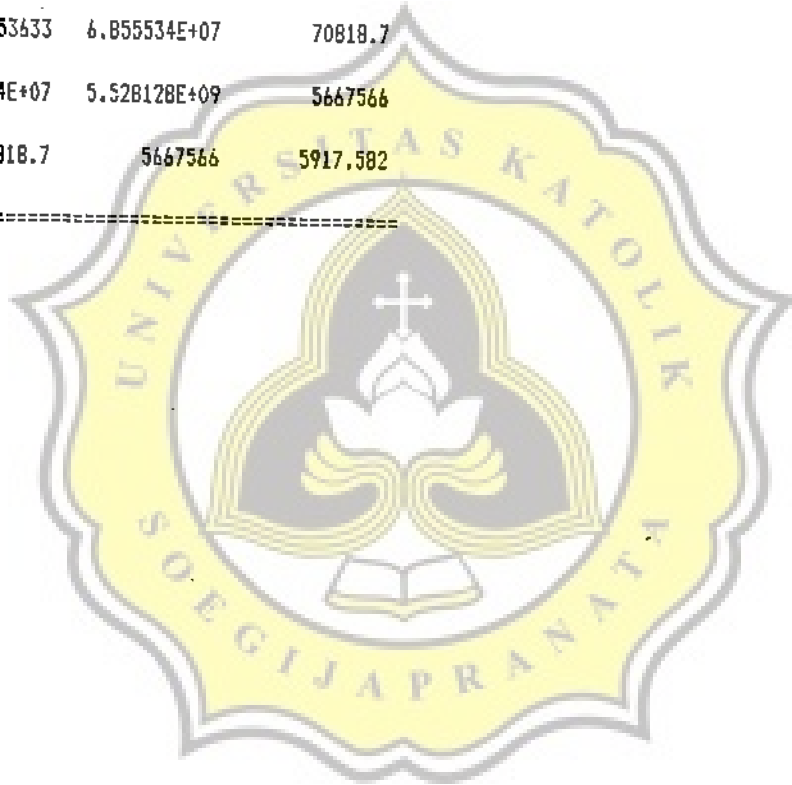 53633 6.855534E+07 70818.7
4E+07 5.528128E+09 5667566
818.7 5667566 5917.582
==================================
UNIVERSITAS KATOLIK
SOEGIJAPRANATA